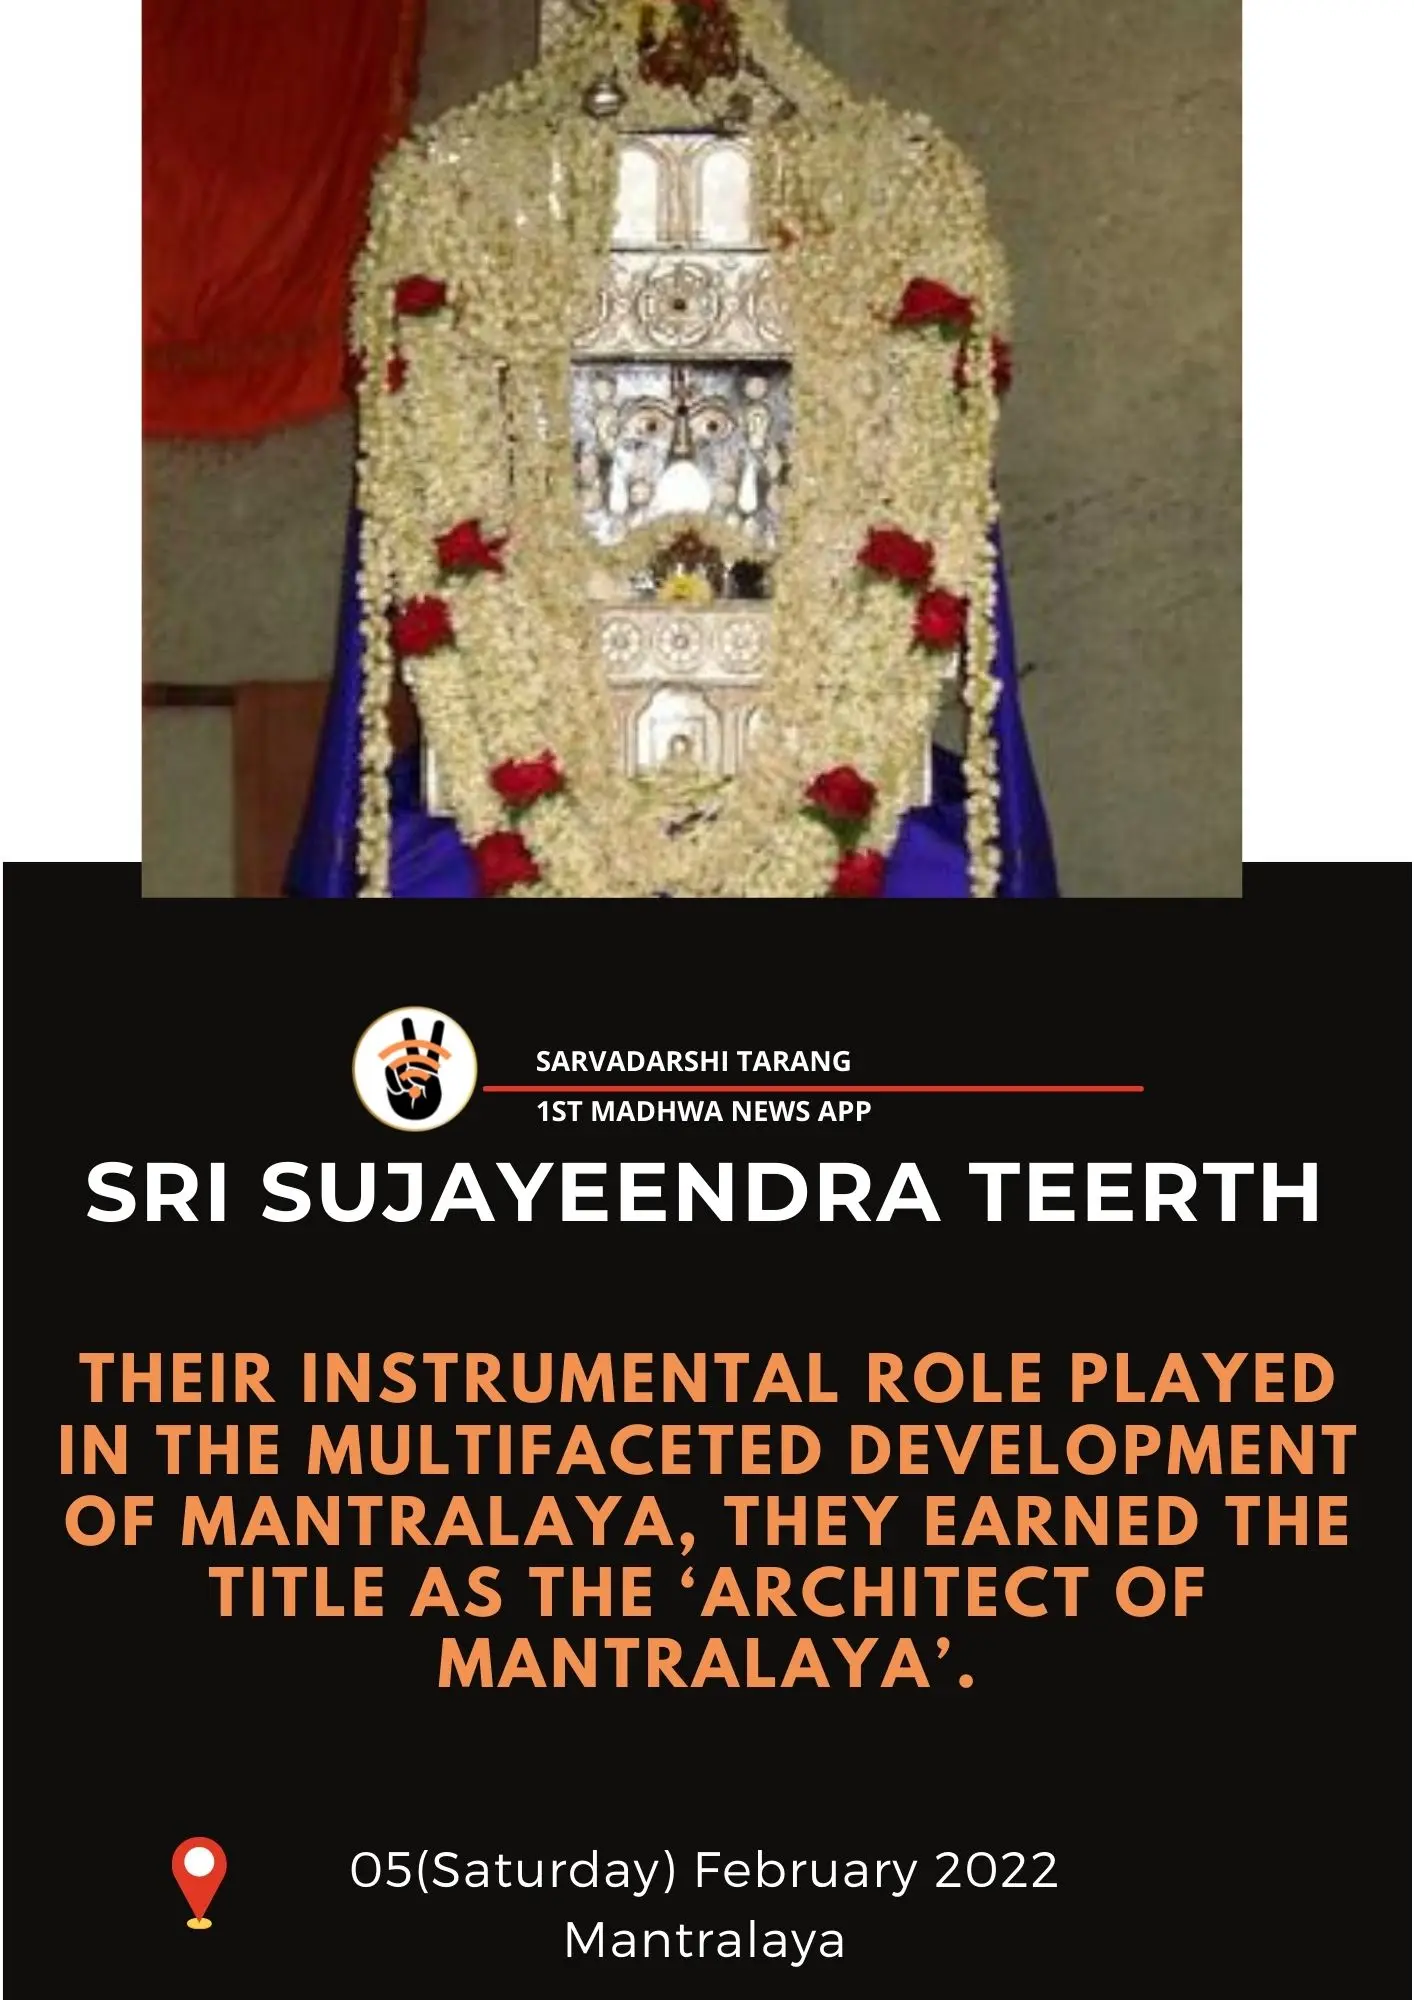 SARVADARSHI TARANG
1ST MADHWA NEWS APP
SRI SUJAYEENDRA TEERTH
THEIR INSTRUMENTAL ROLE PLAYED
IN THE MULTIFACETED DEVELOPMENT
OF MANTRALAYA, THEY EARNED THE
TITLE AS THE ‘ARCHITECT OF
MANTRALAYA’.
05(Saturday) February 2022
Mantralaya